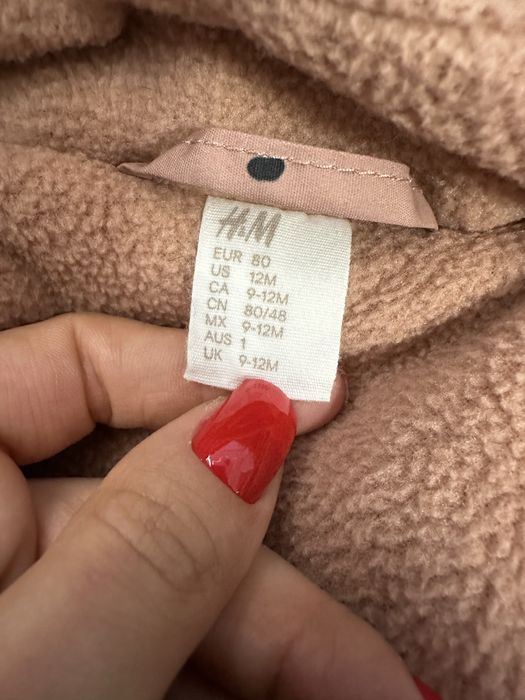 H&M
EUR 80
US 12M
CA 9-12M
CN 80/48
MX 9-12M
AUS 1
UK 9-12M